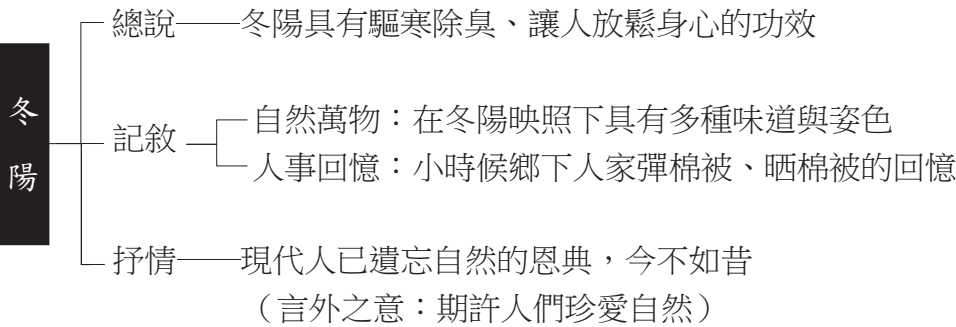 冬陽
總說——冬陽具有驅寒除臭、讓人放鬆身心的功效
記敘
自然萬物：在冬陽映照下具有多種味道與姿色
人事回憶：小時候鄉下人家彈棉被、晒棉被的回憶
抒情——現代人已遺忘自然的恩典，今不如昔
（言外之意：期許人們珍愛自然）